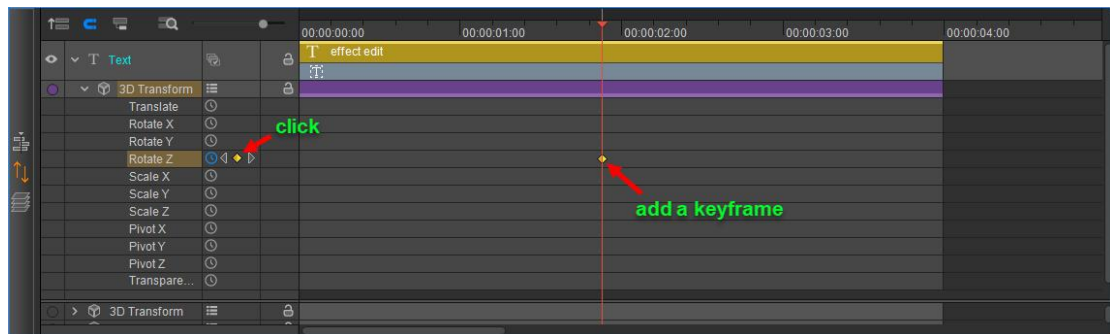 00:00:00:00 00:00:01:00 00:00:02:00 00:00:03:00 00:00:04:00
T Text
T effect edit
T
3D Transform
Translate
Rotate X
click
Rotate Y
Rotate Z
Scale X
Scale Y
Scale Z
add a keyframe
Pivot X
Pivot Y
Pivot Z
Transpare...
3D Transform